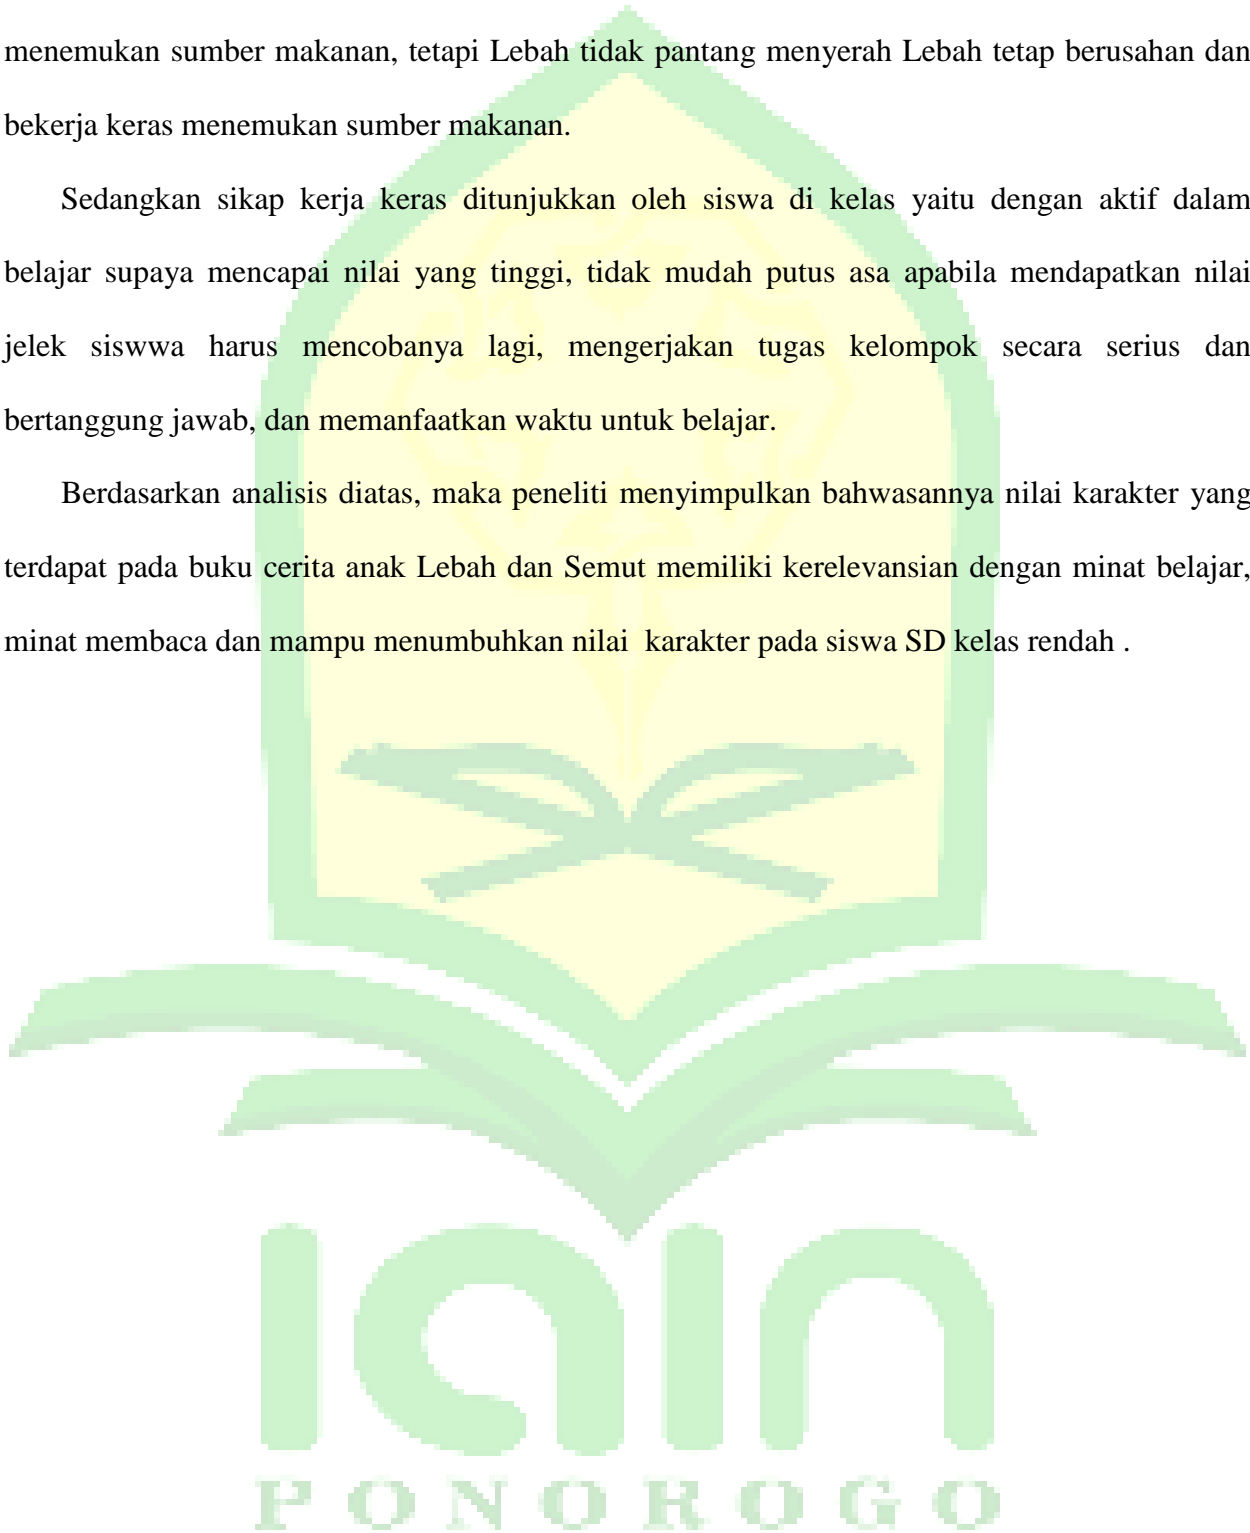 menemukan sumber makanan, tetapi Lebah tidak pantang menyerah Lebah tetap berusahan dan
bekerja keras menemukan sumber makanan.
Sedangkan sikap kerja keras ditunjukkan oleh siswa di kelas yaitu dengan aktif dalam
belajar supaya mencapai nilai yang tinggi, tidak mudah putus asa apabila mendapatkan nilai
jelek siswwa harus mencobanya lagi, mengerjakan tugas kelompok secara serius dan
bertanggung jawab, dan memanfaatkan waktu untuk belajar.
Berdasarkan analisis diatas, maka peneliti menyimpulkan bahwasannya nilai karakter yang
terdapat pada buku cerita anak Lebah dan Semut memiliki kerelevansian dengan minat belajar,
minat membaca dan mampu menumbuhkan nilai  karakter pada siswa SD kelas rendah .
iain
PONOROGO